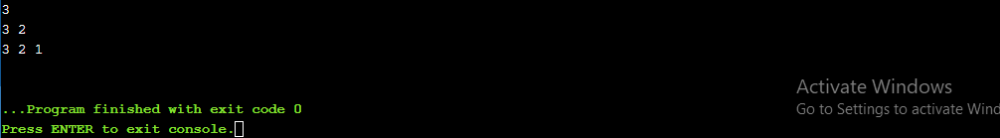 3
3 2
3 2 1
...Program finished with exit code 0
Press ENTER to exit console.
Activate Windows
Go to Settings to activate Wind